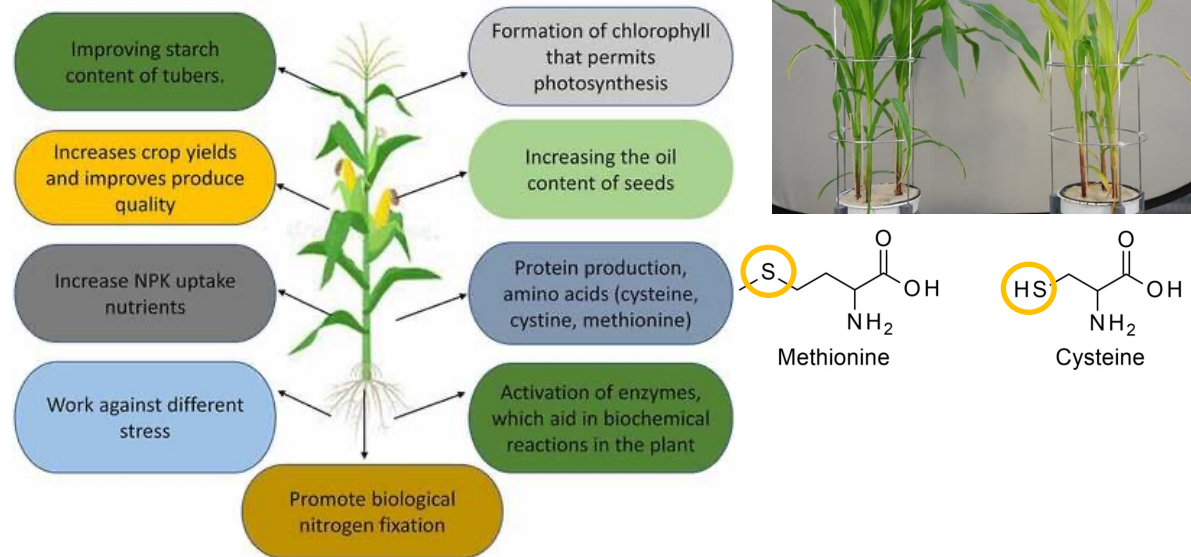 Improving starch
content of tubers.
Formation of chlorophyll
that permits
photosynthesis
Increases crop yields
and improves produce
quality
Increasing the oil
content of seeds
Increase NPK uptake
nutrients
Protein production,
amino acids (cysteine,
cystine, methionine)
Work against different
stress
Activation of enzymes,
which aid in biochemical
reactions in the plant
Promote biological
nitrogen fixation
S
O
OH
NH2
Methionine
HS
O
OH
NH2
Cysteine